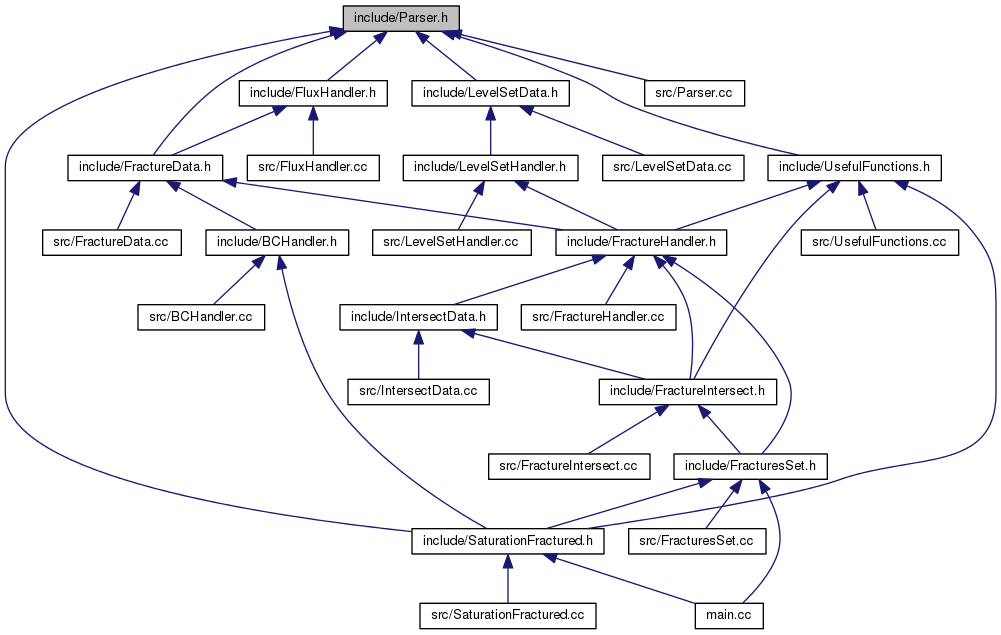 include/Parser.h
include/FluxHandler.h
include/LevelSetData.h
src/Parser.cc
include/FractureData.h
src/FluxHandler.cc
include/LevelSetHandler.h
src/LevelSetData.cc
include/UsefulFunctions.h
src/FractureData.cc
include/BCHandler.h
src/LevelSetHandler.cc
include/FractureHandler.h
src/UsefulFunctions.cc
src/BCHandler.cc
include/IntersectData.h
src/FractureHandler.cc
src/IntersectData.cc
include/FractureIntersect.h
src/FractureIntersect.cc
include/FracturesSet.h
include/SaturationFractured.h
src/FracturesSet.cc
src/SaturationFractured.cc
main.cc